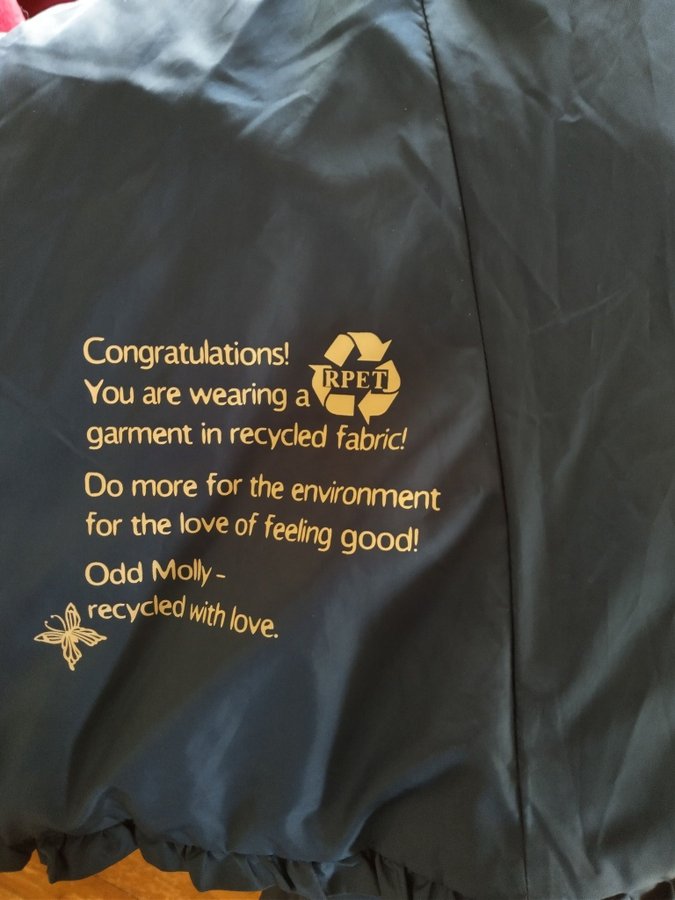 Congratulations!
You are wearing a RPET
garment in recycled fabric!
Do more for the environment
for the love of feeling good!
Odd Molly -
recycled with love.